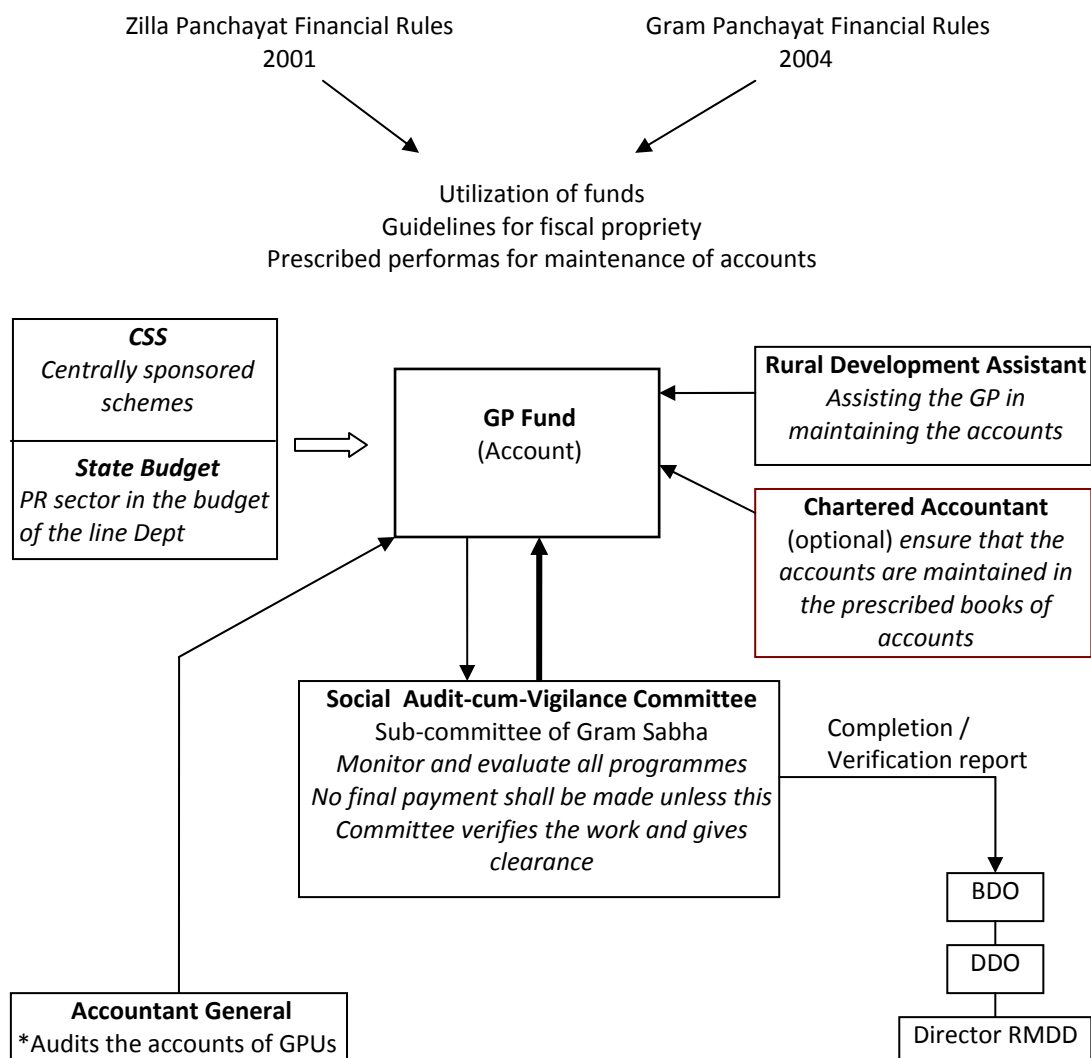 Zilla Panchayat Financial Rules
2001
Gram Panchayat Financial Rules
2004
Utilization of funds
Guidelines for fiscal propriety
Prescribed performas for maintenance of accounts
CSS
Centrally sponsored
schemes
State Budget
PR sector in the budget
of the line Dept
GP Fund
(Account)
Rural Development Assistant
Assisting the GP in
maintaining the accounts
Chartered Accountant
(optional) ensure that the
accounts are maintained in
the prescribed books of
accounts
Social Audit-cum-Vigilance Committee
Sub-committee of Gram Sabha
Monitor and evaluate all programmes
No final payment shall be made unless this
Committee verifies the work and gives
clearance
Completion /
Verification report
BDO
DDO
Director RMDD
Accountant General
*Audits the accounts of GPUs